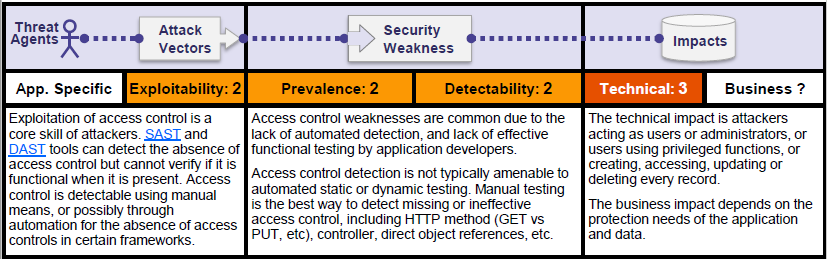 Threat
Agents
Attack
Vectors
Security
Weakness
Impacts
App. Specific
Exploitability: 2
Prevalence: 2
Detectability: 2
Technical: 3
Business ?
Exploitation of access control is a
core skill of attackers. SAST and
DAST tools can detect the absence of
access control but cannot verify if it is
functional when it is present. Access
control is detectable using manual
means, or possibly through
automation for the absence of access
controls in certain frameworks.
Access control weaknesses are common due to the
lack of automated detection, and lack of effective
functional testing by application developers.
Access control detection is not typically amenable to
automated static or dynamic testing. Manual testing
is the best way to detect missing or ineffective
access control, including HTTP method (GET vs
PUT, etc), controller, direct object references, etc.
The technical impact is attackers
acting as users or administrators, or
users using privileged functions, or
creating, accessing, updating or
deleting every record.
The business impact depends on the
protection needs of the application
and data.